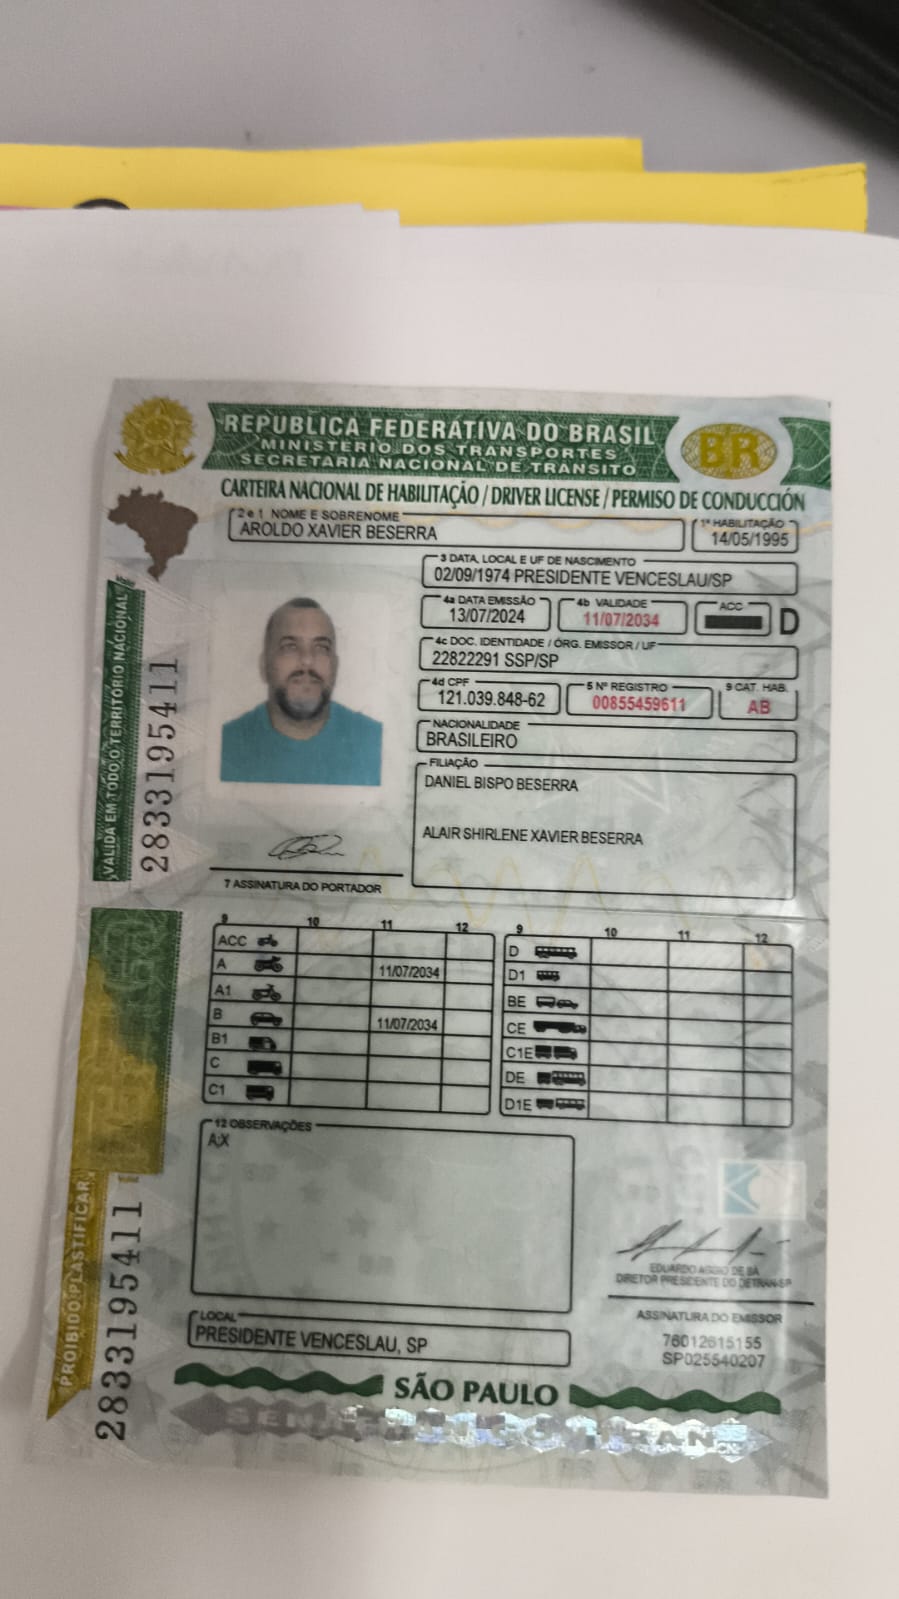 REPÚBLICA FEDERATIVA DO BRASIL
MINISTÉRIO DOS TRANSPORTES
SECRETARIA NACIONAL DE TRÂNSITO
BR
CARTEIRA NACIONAL DE HABILITAÇÃO / DRIVER LICENSE / PERMISO DE CONDUCCIÓN
2 e 1 NOME E SOBRENOME
AROLDO XAVIER BESERRA
1ª HABILITAÇÃO
14/05/1995
3 DATA, LOCAL E UF DE NASCIMENTO
02/09/1974 PRESIDENTE VENCESLAU/SP
4a DATA EMISSÃO
13/07/2024
4b VALIDADE
11/07/2034
ACC
D
4c DOC. IDENTIDADE / ÓRG. EMISSOR / UF
22822291 SSP/SP
4d CPF
121.039.848-62
5 Nº REGISTRO
00855459611
9 CAT. HAB.
AB
NACIONALIDADE
BRASILEIRO
FILIAÇÃO
DANIEL BISPO BESERRA
ALAIR SHIRLENE XAVIER BESERRA
7 ASSINATURA DO PORTADOR
VÁLIDA EM TODO O TERRITÓRIO NACIONAL
2833195411
9 10 11 12
ACC
A 11/07/2034
A1
B 11/07/2034
B1
C
C1
9 10 11 12
D
D1
BE
CE
C1E
DE
D1E
12 OBSERVAÇÕES
A;X
EDUARDO AGGIO DE SÁ
DIRETOR PRESIDENTE DO DETRAN-SP
ASSINATURA DO EMISSOR
76012615155
SP025540207
LOCAL
PRESIDENTE VENCESLAU, SP
SÃO PAULO
PROIBIDO PLASTIFICAR
2833195411